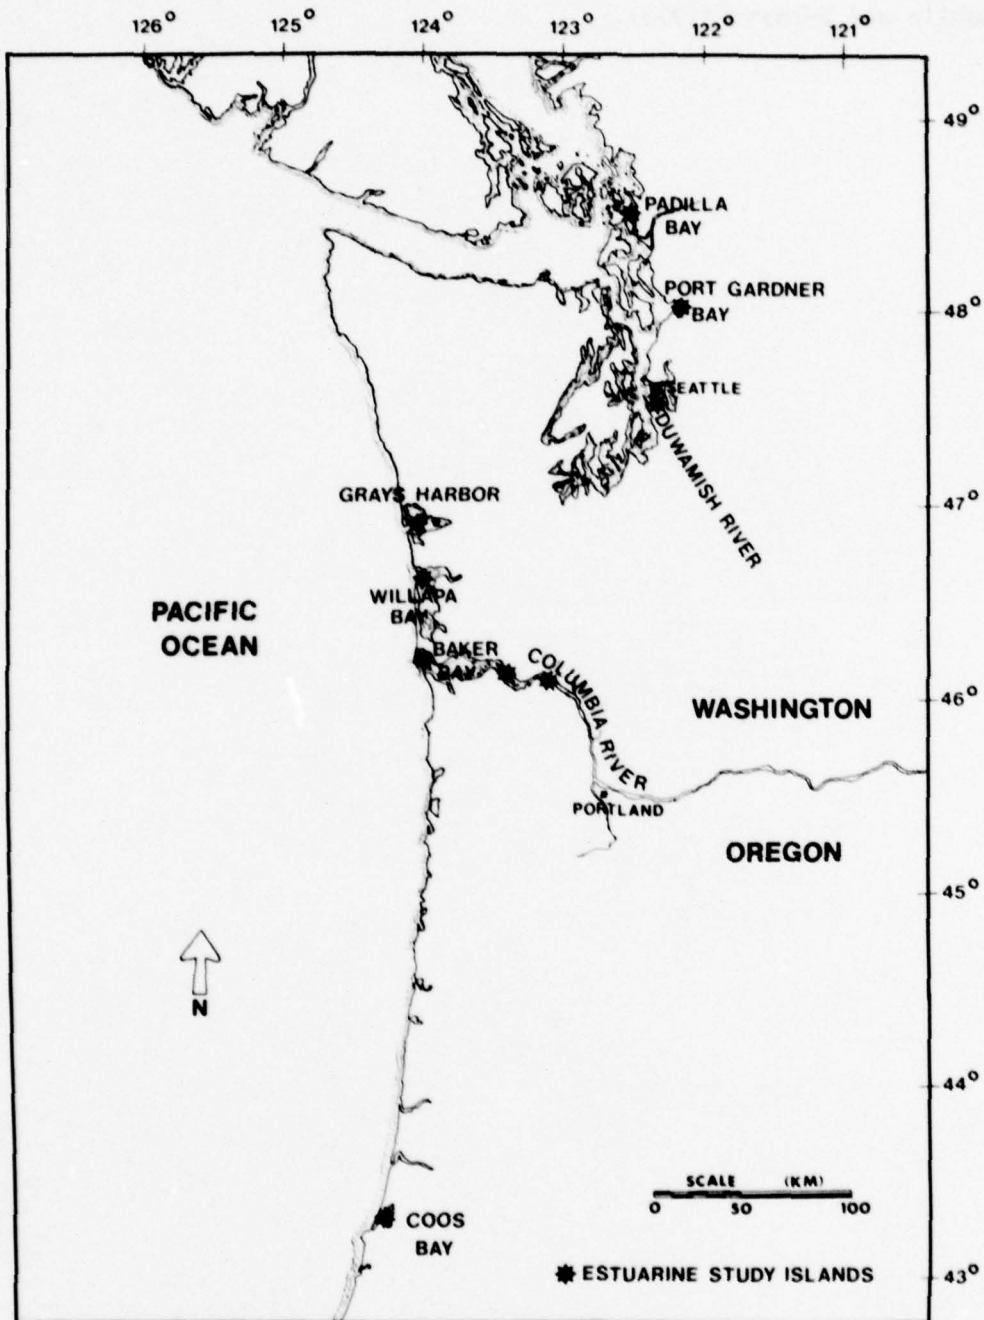 126° 125° 124° 123° 122° 121°
49°
PADILLA
BAY
PORT GARDNER
BAY
48°
SEATTLE
DUWAMISH RIVER
GRAYS HARBOR
47°
WILLAPA
BAY
PACIFIC
OCEAN
BAKER
BAY
COLUMBIA RIVER
46°
WASHINGTON
PORTLAND
OREGON
45°
N
44°
SCALE (KM)
0 50 100
COOS
BAY
ESTUARINE STUDY ISLANDS
43°